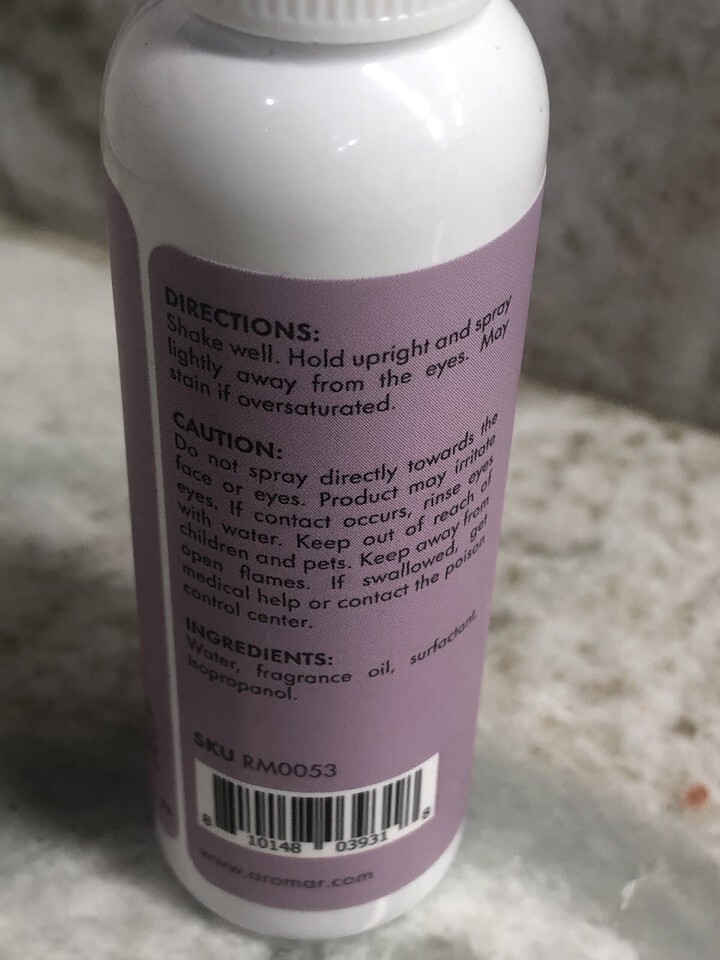 DIRECTIONS:
Shake well. Hold upright and spray
lightly away from the eyes. May
stain if oversaturated.
CAUTION:
Do not spray directly towards the
face or eyes. Product may irritate
eyes. If contact occurs, rinse eyes
with water. Keep out of reach of
children and pets. Keep away from
open flames. If swallowed, get
medical help or contact the poison
control center.
INGREDIENTS:
Water, fragrance oil, surfactant,
Isopropanol.
SKU RM0053
8 10148 03931 8
www.aromar.com